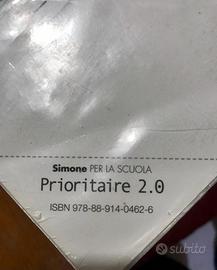 Simone PER LA SCUOLA
Prioritaire 2.0
ISBN 978-88-914-0462-6
subito